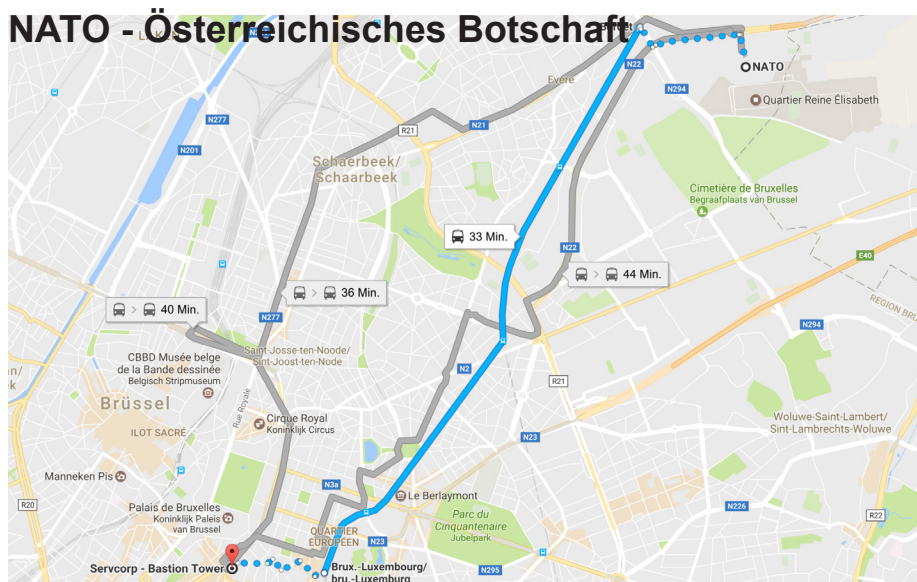 NATO - Österreichisches Botschaft
N22
NATO
N294
Quartier Reine Élisabeth
Evere
N277
R21
N21
N201
Schaerbeek/
Schaarbeek
Cimetière de Bruxelles
Begraafplaats van Brussel
33 Min.
N22
E40
44 Min.
36 Min.
40 Min.
N277
N294
Saint-Josse-ten-Noode/
Sint-Joost-ten-Node
CBBD Musée belge
de la Bande dessinée
Belgisch Stripmuseum
N2
R21
Brüssel
Rue Royale
Cirque Royal
Koninklijk Circus
ILOT SACRÉ
Woluwe-Saint-Lambert/
Sint-Lambrechts-Woluwe
N23
Manneken Pis
N3a
Le Berlaymont
R20
Palais de Bruxelles
Koninklijk Paleis
van Brussel
Parc du
Cinquantenaire
Jubelpark
N226
R22
QUARTIER
EUROPÉEN
N23
Servcorp - Bastion Tower
Brux.-Luxembourg/
bru.-Luxemburg
N295